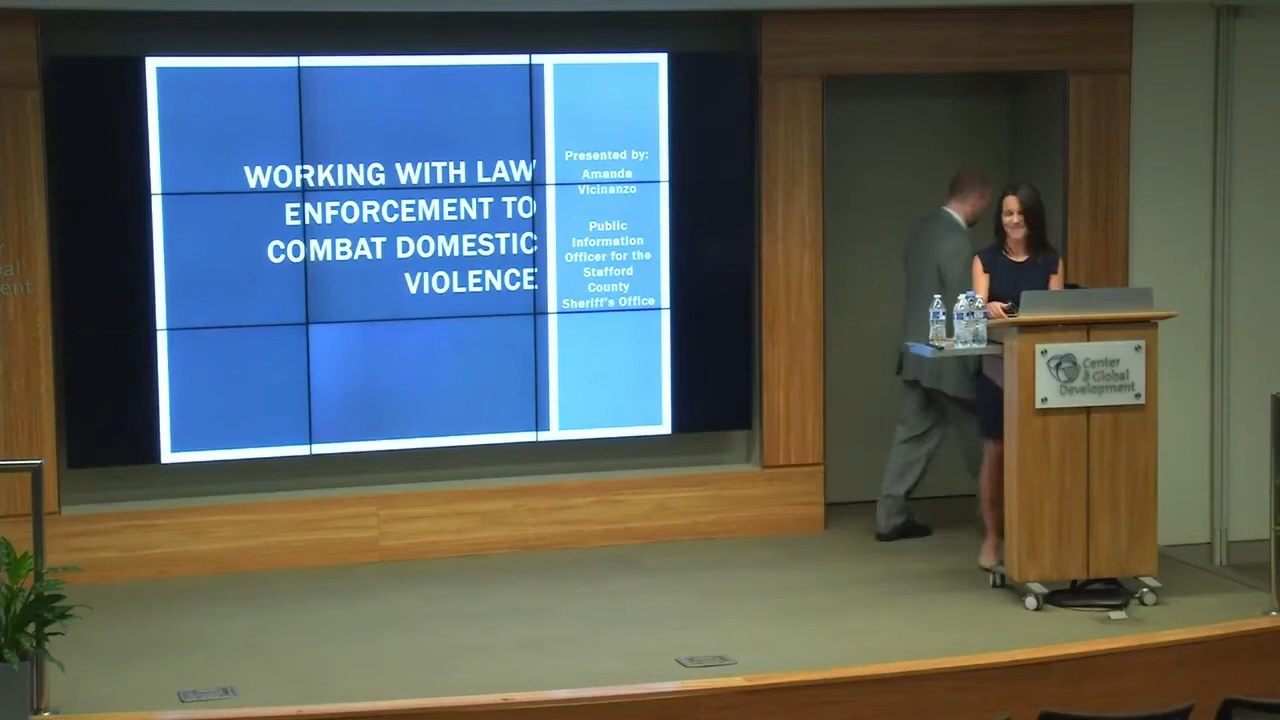 WORKING WITH LAW
ENFORCEMENT TO
COMBAT DOMESTIC
VIOLENCE
Presented by:
Amanda
Vicinanzo
Public
Information
Officer for the
Stafford
County
Sheriff's Office
Center
for Global
Development